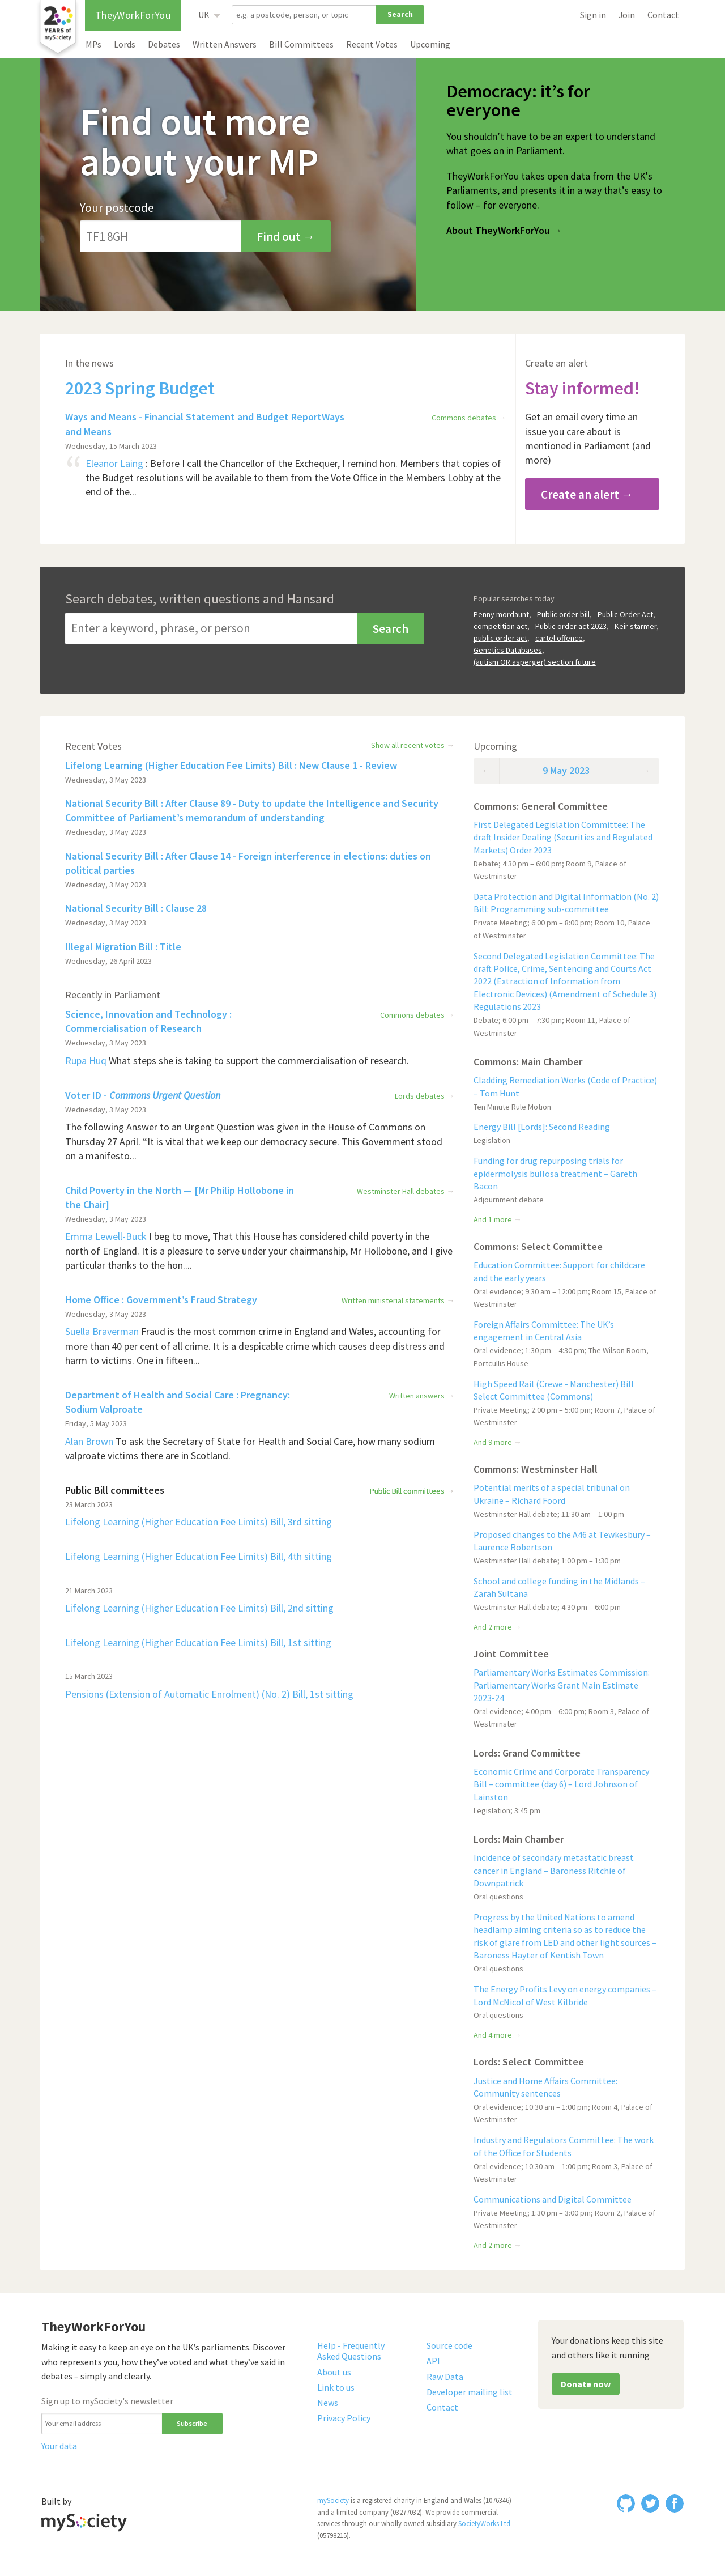 20
YEARS of
mySociety
TheyWorkForYou
UK
e.g. a postcode, person, or topic
Search
Sign in
Join
Contact
MPs
Lords
Debates
Written Answers
Bill Committees
Recent Votes
Upcoming
Find out more
about your MP
Your postcode
TF1 8GH
Find out →
Democracy: it’s for
everyone
You shouldn’t have to be an expert to understand
what goes on in Parliament.
TheyWorkForYou takes open data from the UK's
Parliaments, and presents it in a way that’s easy to
follow – for everyone.
About TheyWorkForYou →
In the news
2023 Spring Budget
Ways and Means - Financial Statement and Budget ReportWays
and Means
Commons debates →
Wednesday, 15 March 2023
“
Eleanor Laing : Before I call the Chancellor of the Exchequer, I remind hon. Members that copies of
the Budget resolutions will be available to them from the Vote Office in the Members Lobby at the
end of the...
Create an alert
Stay informed!
Get an email every time an
issue you care about is
mentioned in Parliament (and
more)
Create an alert →
Search debates, written questions and Hansard
Enter a keyword, phrase, or person
Search
Popular searches today
Penny mordaunt, Public order bill, Public Order Act,
competition act, Public order act 2023, Keir starmer,
public order act, cartel offence,
Genetics Databases,
(autism OR asperger) section:future
Recent Votes
Show all recent votes →
Lifelong Learning (Higher Education Fee Limits) Bill : New Clause 1 - Review
Wednesday, 3 May 2023
National Security Bill : After Clause 89 - Duty to update the Intelligence and Security
Committee of Parliament’s memorandum of understanding
Wednesday, 3 May 2023
National Security Bill : After Clause 14 - Foreign interference in elections: duties on
political parties
Wednesday, 3 May 2023
National Security Bill : Clause 28
Wednesday, 3 May 2023
Illegal Migration Bill : Title
Wednesday, 26 April 2023
Recently in Parliament
Science, Innovation and Technology :
Commercialisation of Research
Commons debates →
Wednesday, 3 May 2023
Rupa Huq What steps she is taking to support the commercialisation of research.
Voter ID - Commons Urgent Question
Lords debates →
Wednesday, 3 May 2023
The following Answer to an Urgent Question was given in the House of Commons on
Thursday 27 April. “It is vital that we keep our democracy secure. This Government stood
on a manifesto...
Child Poverty in the North — [Mr Philip Hollobone in
the Chair]
Westminster Hall debates →
Wednesday, 3 May 2023
Emma Lewell-Buck I beg to move, That this House has considered child poverty in the
north of England. It is a pleasure to serve under your chairmanship, Mr Hollobone, and I give
particular thanks to the hon....
Home Office : Government’s Fraud Strategy
Written ministerial statements →
Wednesday, 3 May 2023
Suella Braverman Fraud is the most common crime in England and Wales, accounting for
more than 40 per cent of all crime. It is a despicable crime which causes deep distress and
harm to victims. One in fifteen...
Department of Health and Social Care : Pregnancy:
Sodium Valproate
Written answers →
Friday, 5 May 2023
Alan Brown To ask the Secretary of State for Health and Social Care, how many sodium
valproate victims there are in Scotland.
Public Bill committees
Public Bill committees →
23 March 2023
Lifelong Learning (Higher Education Fee Limits) Bill, 3rd sitting
Lifelong Learning (Higher Education Fee Limits) Bill, 4th sitting
21 March 2023
Lifelong Learning (Higher Education Fee Limits) Bill, 2nd sitting
Lifelong Learning (Higher Education Fee Limits) Bill, 1st sitting
15 March 2023
Pensions (Extension of Automatic Enrolment) (No. 2) Bill, 1st sitting
Upcoming
← 9 May 2023 →
Commons: General Committee
First Delegated Legislation Committee: The
draft Insider Dealing (Securities and Regulated
Markets) Order 2023
Debate; 4:30 pm – 6:00 pm; Room 9, Palace of
Westminster
Data Protection and Digital Information (No. 2)
Bill: Programming sub-committee
Private Meeting; 6:00 pm – 8:00 pm; Room 10, Palace
of Westminster
Second Delegated Legislation Committee: The
draft Police, Crime, Sentencing and Courts Act
2022 (Extraction of Information from
Electronic Devices) (Amendment of Schedule 3)
Regulations 2023
Debate; 6:00 pm – 7:30 pm; Room 11, Palace of
Westminster
Commons: Main Chamber
Cladding Remediation Works (Code of Practice)
– Tom Hunt
Ten Minute Rule Motion
Energy Bill [Lords]: Second Reading
Legislation
Funding for drug repurposing trials for
epidermolysis bullosa treatment – Gareth
Bacon
Adjournment debate
And 1 more →
Commons: Select Committee
Education Committee: Support for childcare
and the early years
Oral evidence; 9:30 am – 12:00 pm; Room 15, Palace of
Westminster
Foreign Affairs Committee: The UK’s
engagement in Central Asia
Oral evidence; 1:30 pm – 4:30 pm; The Wilson Room,
Portcullis House
High Speed Rail (Crewe - Manchester) Bill
Select Committee (Commons)
Private Meeting; 2:00 pm – 5:00 pm; Room 7, Palace of
Westminster
And 9 more →
Commons: Westminster Hall
Potential merits of a special tribunal on
Ukraine – Richard Foord
Westminster Hall debate; 11:30 am – 1:00 pm
Proposed changes to the A46 at Tewkesbury –
Laurence Robertson
Westminster Hall debate; 1:00 pm – 1:30 pm
School and college funding in the Midlands –
Zarah Sultana
Westminster Hall debate; 4:30 pm – 6:00 pm
And 2 more →
Joint Committee
Parliamentary Works Estimates Commission:
Parliamentary Works Grant Main Estimate
2023-24
Oral evidence; 4:00 pm – 6:00 pm; Room 3, Palace of
Westminster
Lords: Grand Committee
Economic Crime and Corporate Transparency
Bill – committee (day 6) – Lord Johnson of
Lainston
Legislation; 3:45 pm
Lords: Main Chamber
Incidence of secondary metastatic breast
cancer in England – Baroness Ritchie of
Downpatrick
Oral questions
Progress by the United Nations to amend
headlamp aiming criteria so as to reduce the
risk of glare from LED and other light sources –
Baroness Hayter of Kentish Town
Oral questions
The Energy Profits Levy on energy companies –
Lord McNicol of West Kilbride
Oral questions
And 4 more →
Lords: Select Committee
Justice and Home Affairs Committee:
Community sentences
Oral evidence; 10:30 am – 1:00 pm; Room 4, Palace of
Westminster
Industry and Regulators Committee: The work
of the Office for Students
Oral evidence; 10:30 am – 1:00 pm; Room 3, Palace of
Westminster
Communications and Digital Committee
Private Meeting; 1:30 pm – 3:00 pm; Room 2, Palace of
Westminster
And 2 more →
TheyWorkForYou
Making it easy to keep an eye on the UK’s parliaments. Discover
who represents you, how they’ve voted and what they’ve said in
debates – simply and clearly.
Sign up to mySociety's newsletter
Your email address
Subscribe
Your data
Help - Frequently
Asked Questions
About us
Link to us
News
Privacy Policy
Source code
API
Raw Data
Developer mailing list
Contact
Your donations keep this site
and others like it running
Donate now
Built by
mySociety
mySociety is a registered charity in England and Wales (1076346)
and a limited company (03277032). We provide commercial
services through our wholly owned subsidiary SocietyWorks Ltd
(05798215).